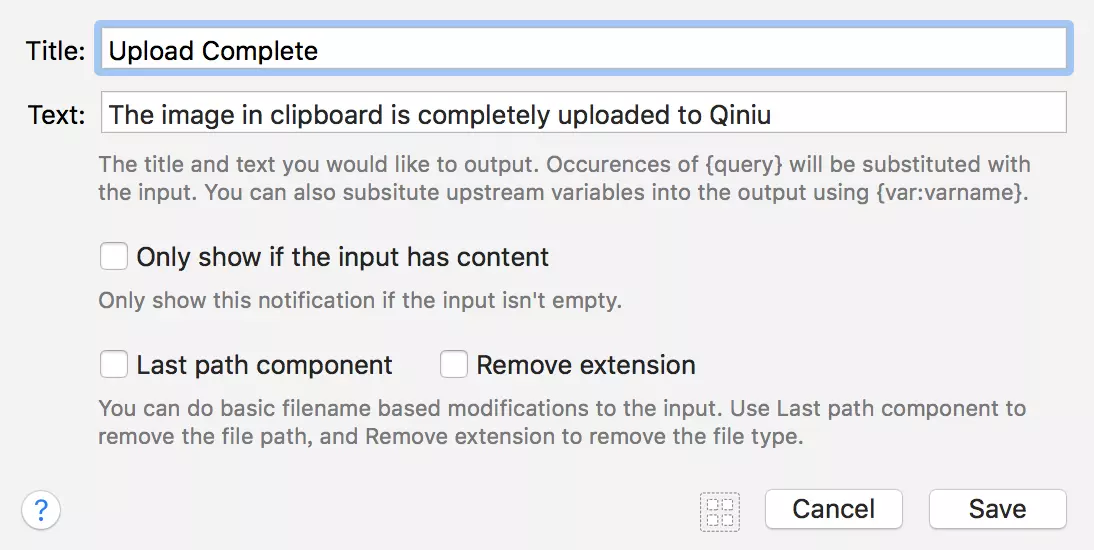 Title: Upload Complete
Text: The image in clipboard is completely uploaded to Qiniu
The title and text you would like to output. Occurences of {query} will be substituted with
the input. You can also subsitute upstream variables into the output using {var:varname}.
Only show if the input has content
Only show this notification if the input isn't empty.
Last path component Remove extension
You can do basic filename based modifications to the input. Use Last path component to
remove the file path, and Remove extension to remove the file type.
? Cancel Save